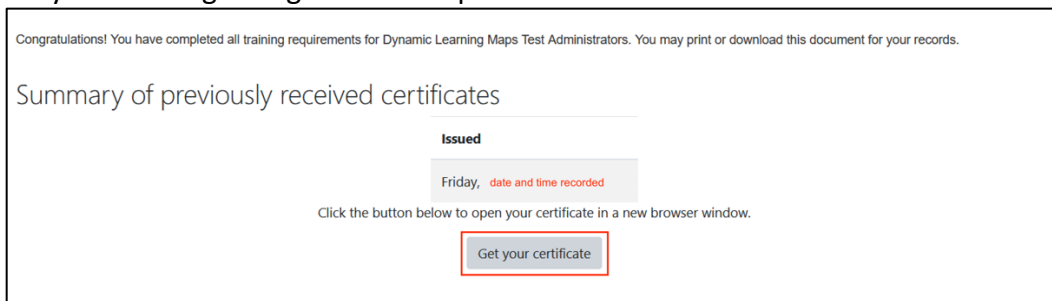 Congratulations! You have completed all training requirements for Dynamic Learning Maps Test Administrators. You may print or download this document for your records.
Summary of previously received certificates
Issued
Friday, date and time recorded
Click the button below to open your certificate in a new browser window.
Get your certificate